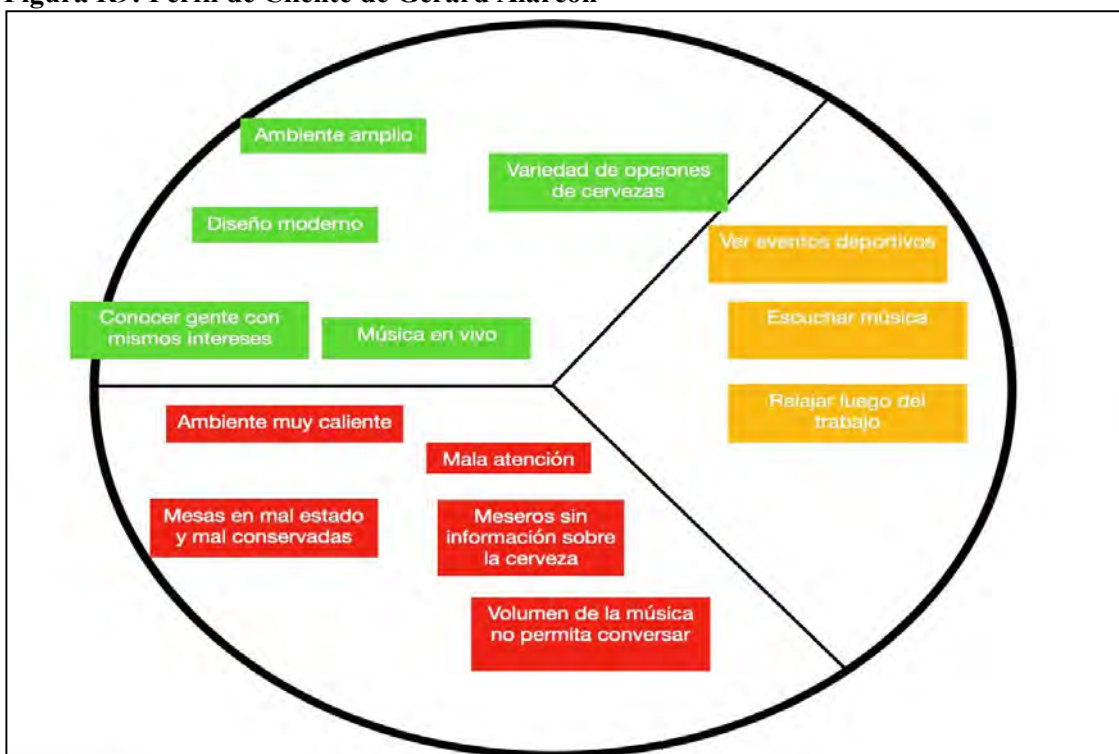 Figura Perfil de Cliente de Gerard Alarcón
Ambiente amplio
Variedad de opciones
de cervezas
Diseño moderno
Conocer gente con
mismos intereses
Música en vivo
Ver eventos deportivos
Escuchar música
Relajar luego del
trabajo
Ambiente muy caliente
Mala atención
Mesas en mal estado
y mal conservadas
Meseros sin
información sobre
la cerveza
Volumen de la música
no permita conversar